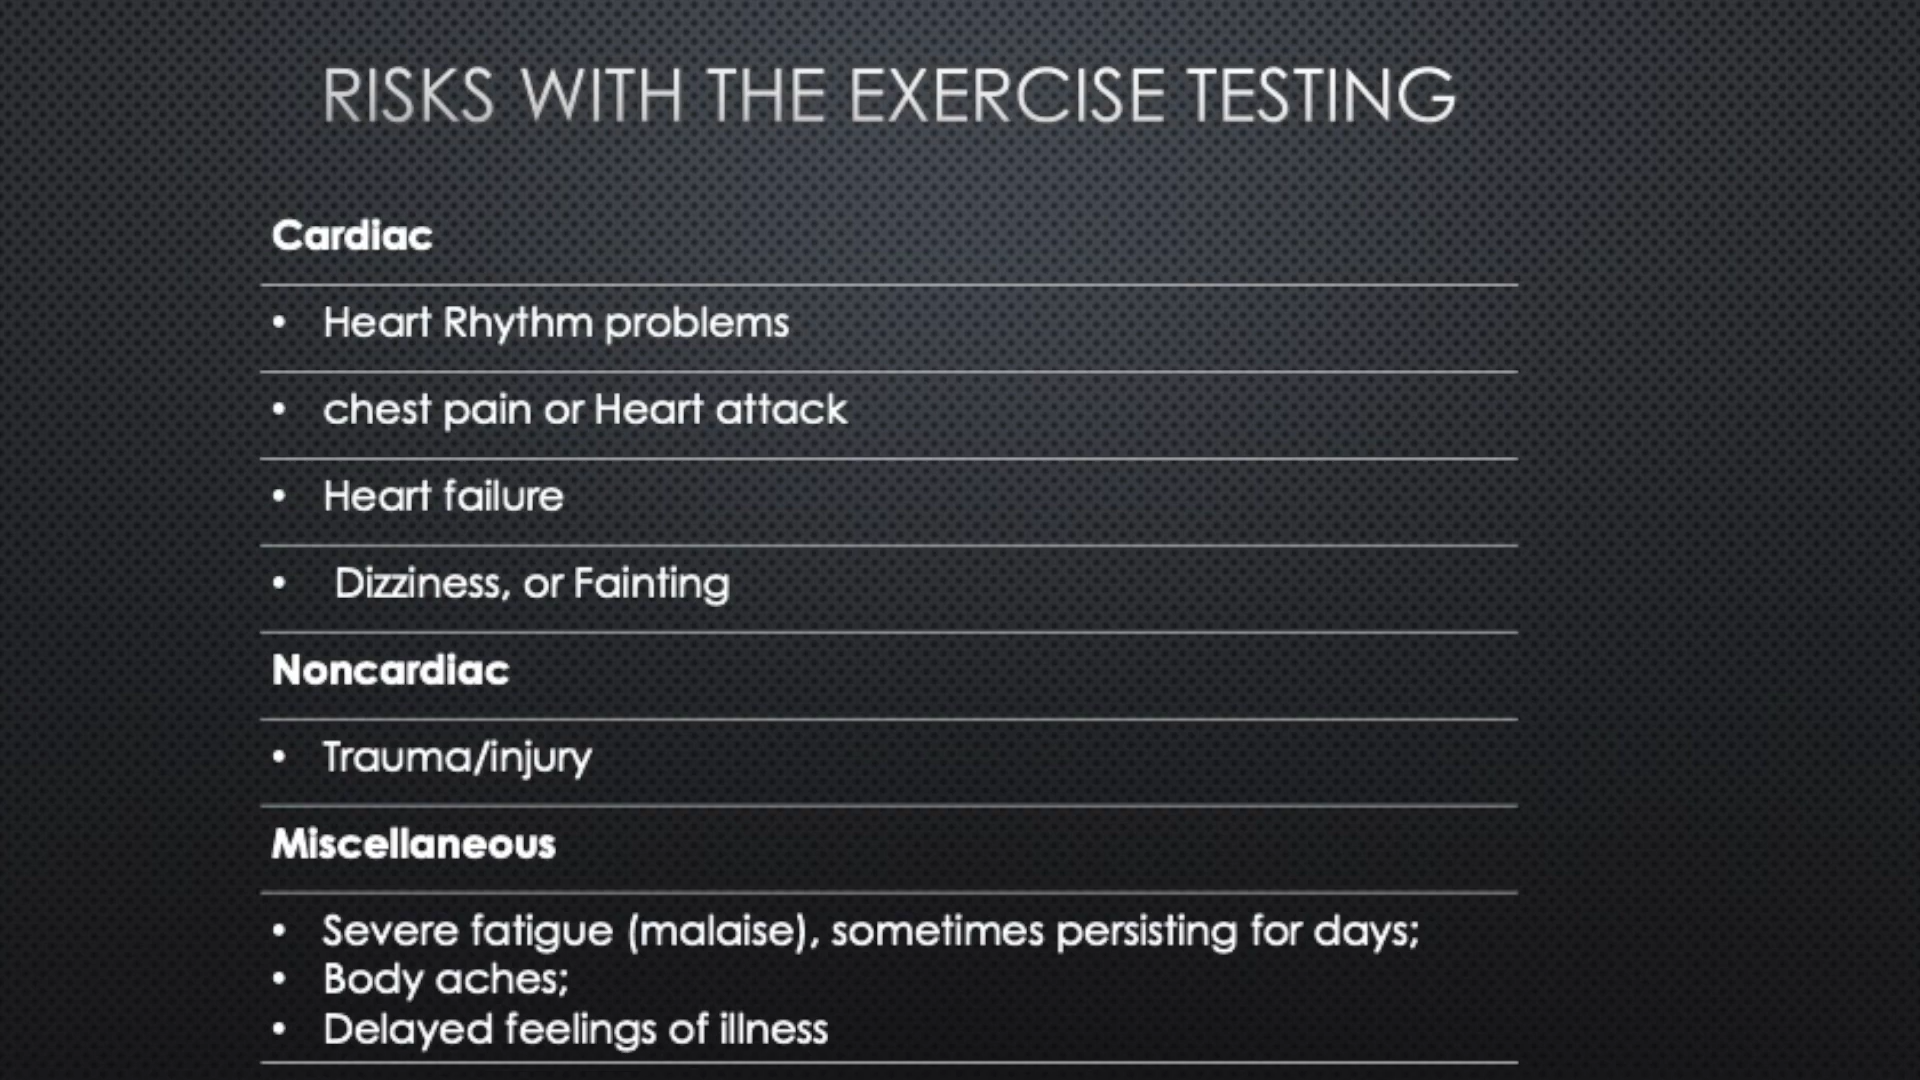 RISKS WITH THE EXERCISE TESTING
Cardiac
• Heart Rhythm problems
• chest pain or Heart attack
• Heart failure
• Dizziness, or Fainting
Noncardiac
• Trauma/injury
Miscellaneous
• Severe fatigue (malaise), sometimes persisting for days;
• Body aches;
• Delayed feelings of illness